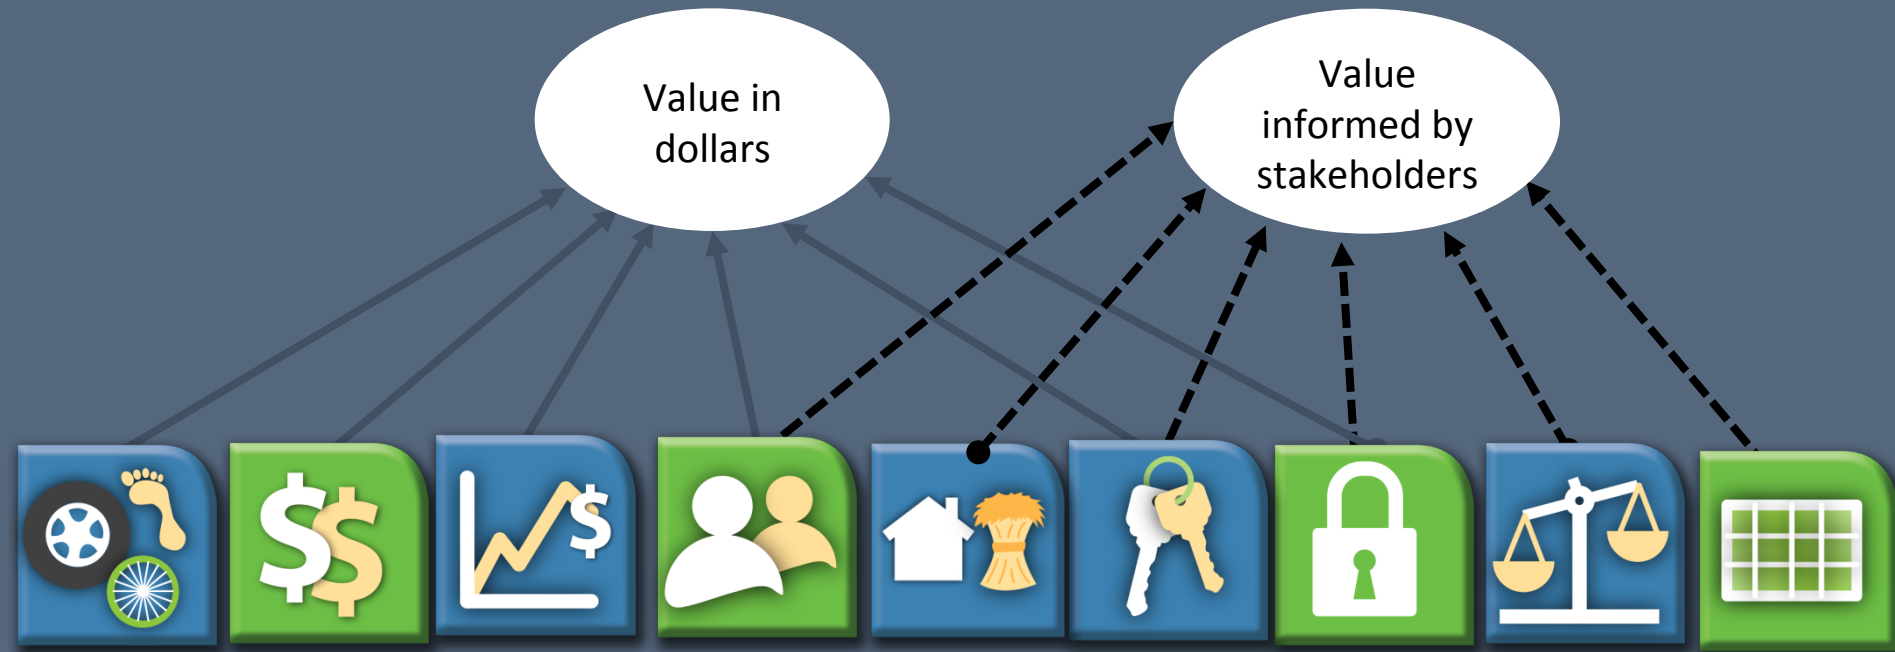 Value in
dollars
Value
informed by
stakeholders
$$
$